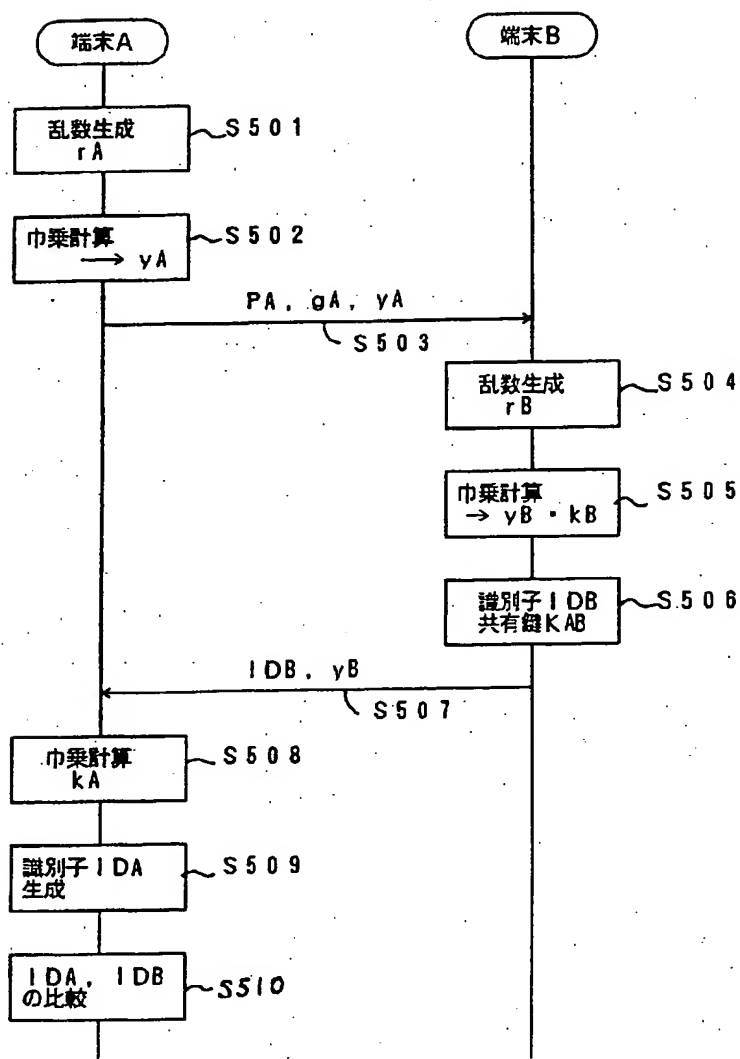 端末A
端末B
乱数生成
rA
S501
巾乗計算
→ yA
S502
PA, gA, yA
S503
乱数生成
rB
S504
巾乗計算
→ yB・kB
S505
識別子IDB
共有鍵KAB
S506
IDB, yB
S507
巾乗計算
kA
S508
識別子IDA
生成
S509
IDA, IDB
の比較
S510